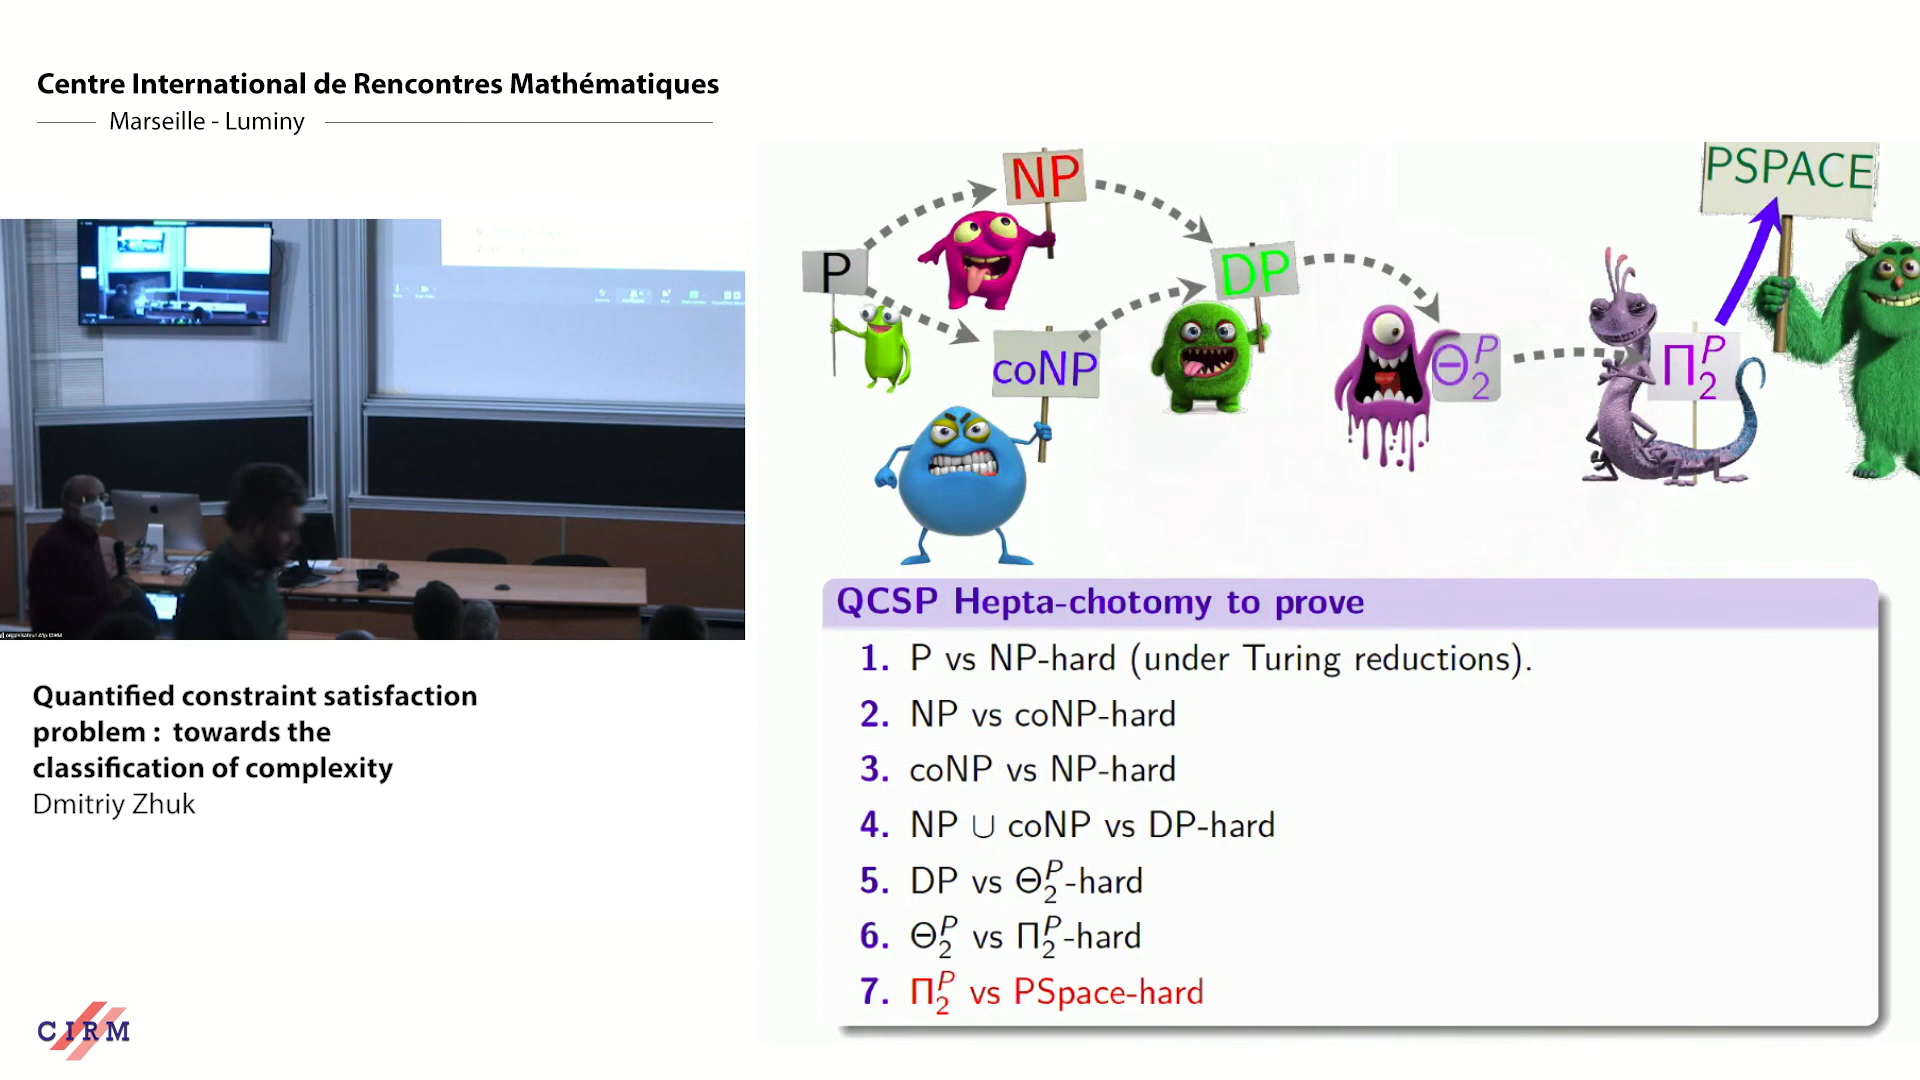 Centre International de Rencontres Mathématiques
Marseille - Luminy
NP
PSPACE
P
DP
coNP
Θ₂ᴾ
Π₂ᴾ
QCSP Hepta-chotomy to prove
1. P vs NP-hard (under Turing reductions).
2. NP vs coNP-hard
3. coNP vs NP-hard
4. NP ∪ coNP vs DP-hard
5. DP vs Θ₂ᴾ-hard
6. Θ₂ᴾ vs Π₂ᴾ-hard
7. Π₂ᴾ vs PSpace-hard
Quantified constraint satisfaction
problem : towards the
classification of complexity
Dmitriy Zhuk
CIRM